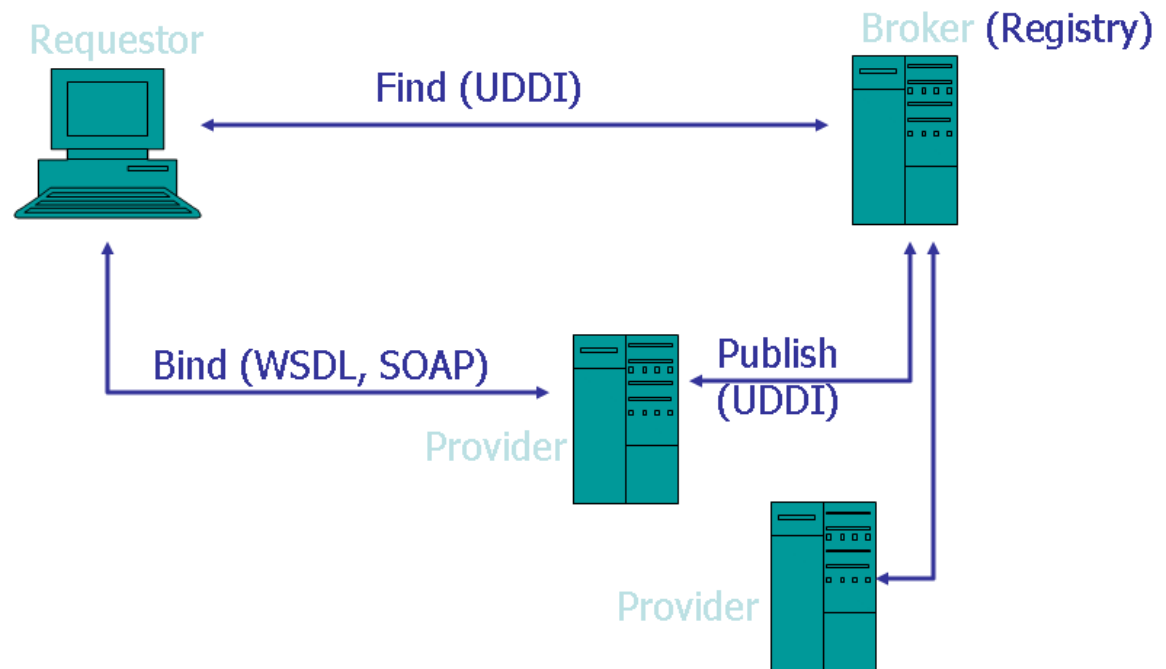 Requestor
Broker (Registry)
Find (UDDI)
Bind (WSDL, SOAP)
Publish
(UDDI)
Provider
Provider